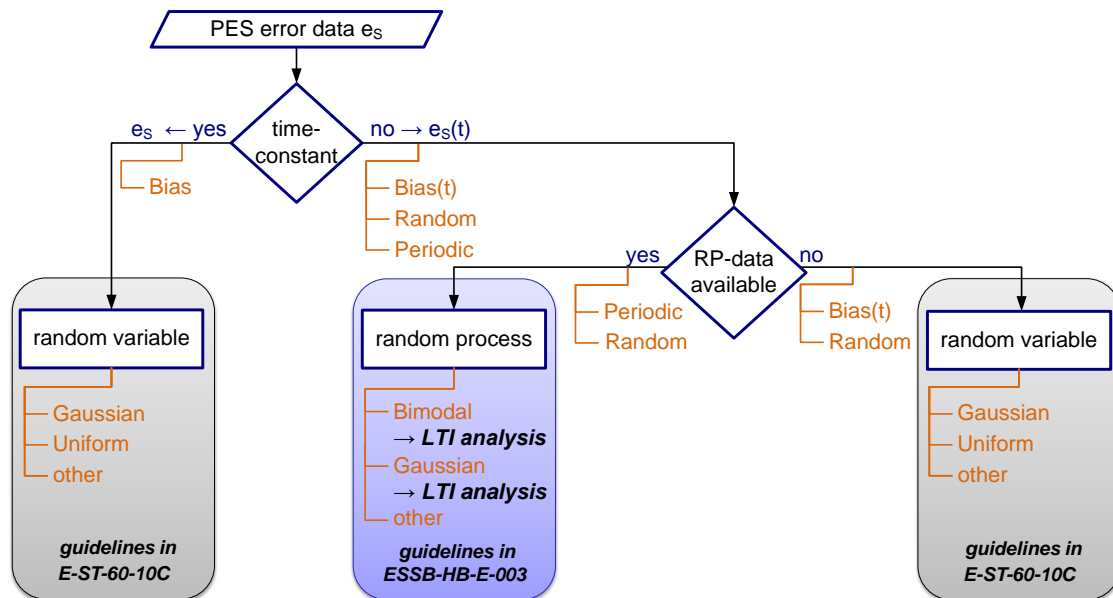 PES error data eS
time-
constant
eS ← yes
no → eS(t)
Bias
Bias(t)
Random
Periodic
RP-data
available
yes
no
Periodic
Random
Bias(t)
Random
random variable
Gaussian
Uniform
other
guidelines in
E-ST-60-10C
random process
Bimodal
→ LTI analysis
Gaussian
→ LTI analysis
other
guidelines in
ESSB-HB-E-003
random variable
Gaussian
Uniform
other
guidelines in
E-ST-60-10C